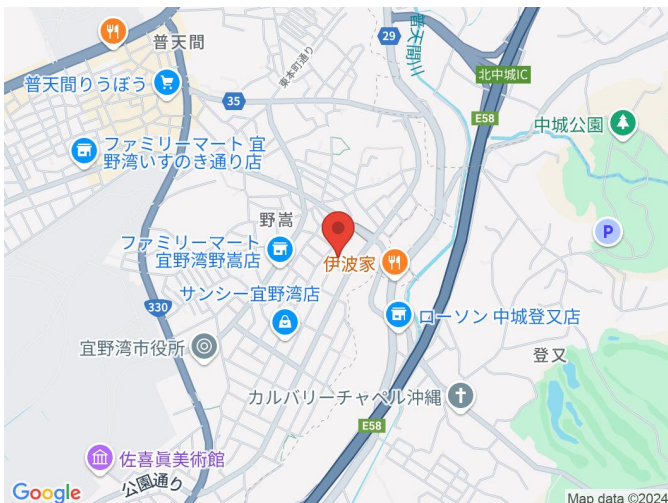 普天間
29
普天間川
東本町通り
北中城IC
普天間りうぼう
35
E58
中城公園
ファミリーマート 宜
野湾いすのき通り店
野嵩
ファミリーマート
宜野湾野嵩店
伊波家
P
サンシー宜野湾店
330
ローソン 中城登又店
宜野湾市役所
登又
カルバリーチャペル沖縄
E58
佐喜眞美術館
公園通り
Google
Map data ©2024